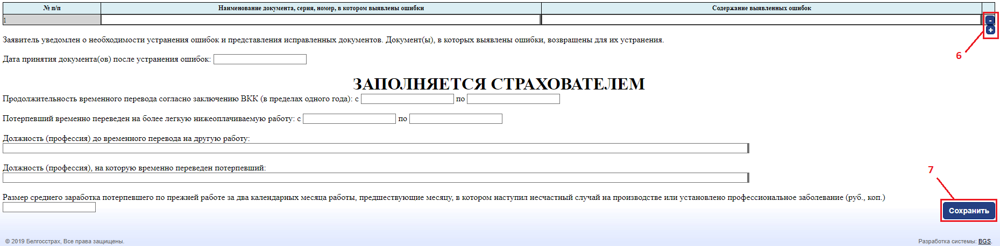 № п/п Наименование документа, серия, номер, в котором выявлены ошибки Содержание выявленных ошибок
1 -
+
Заявитель уведомлен о необходимости устранения ошибок и представления исправленных документов. Документ(ы), в которых выявлены ошибки, возвращены для их устранения.
6
Дата принятия документа(ов) после устранения ошибок:
ЗАПОЛНЯЕТСЯ СТРАХОВАТЕЛЕМ
Продолжительность временного перевода согласно заключению ВКК (в пределах одного года): с по
Потерпевший временно переведен на более легкую нижеоплачиваемую работу: с по
Должность (профессия) до временного перевода на другую работу:
Должность (профессия), на которую временно переведен потерпевший:
7
Размер среднего заработка потерпевшего по прежней работе за два календарных месяца работы, предшествующие месяцу, в котором наступил несчастный случай на производстве или установлено профессиональное заболевание (руб., коп.)
Сохранить
© 2019 Белгосстрах, Все права защищены. Разработка системы: BGS.